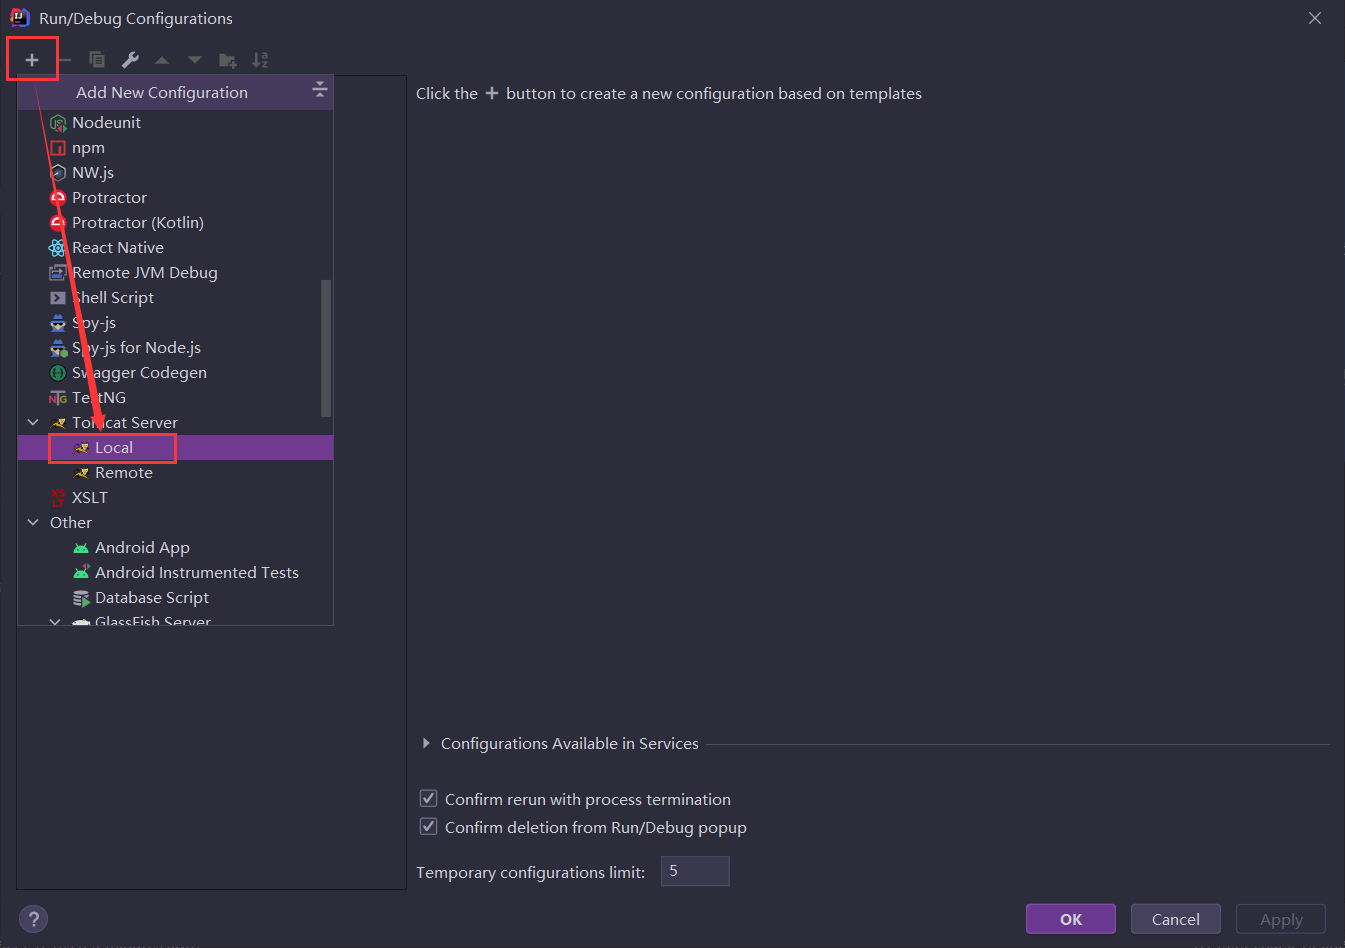 Run/Debug Configurations
Add New Configuration
Click the + button to create a new configuration based on templates
Nodeunit
npm
NW.js
Protractor
Protractor (Kotlin)
React Native
Remote JVM Debug
Shell Script
Spy-js
Spy-js for Node.js
Swagger Codegen
TestNG
Tomcat Server
Local
Remote
XSLT
Other
Android App
Android Instrumented Tests
Database Script
GlassFish Server
Configurations Available in Services
Confirm rerun with process termination
Confirm deletion from Run/Debug popup
Temporary configurations limit: 5
? OK Cancel Apply